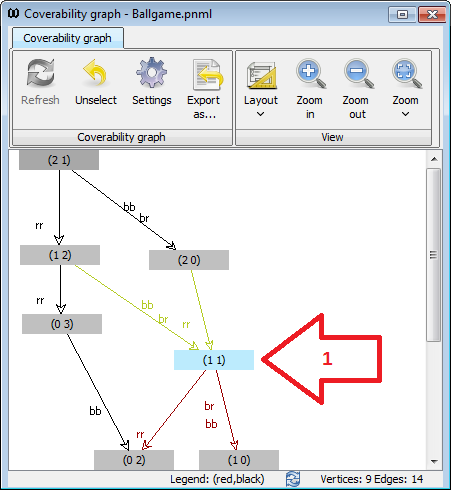 Coverability graph - Ballgame.pnml
Coverability graph
Refresh
Unselect
Settings
Export as...
Layout
Zoom in
Zoom out
Zoom
Coverability graph
View
(2 1)
bb
br
rr
(1 2)
(2 0)
rr
bb
br
rr
(0 3)
(1 1)
1
bb
rr
br
bb
(0 2)
(1 0)
Legend: (red,black)
Vertices: 9 Edges: 14